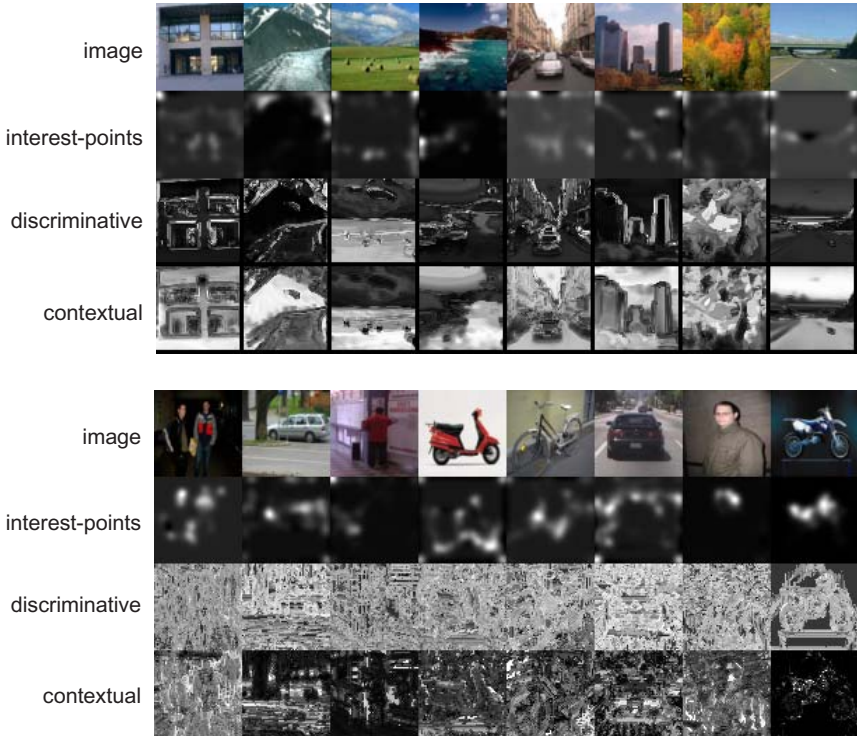 image
interest-points
discriminative
contextual
image
interest-points
discriminative
contextual